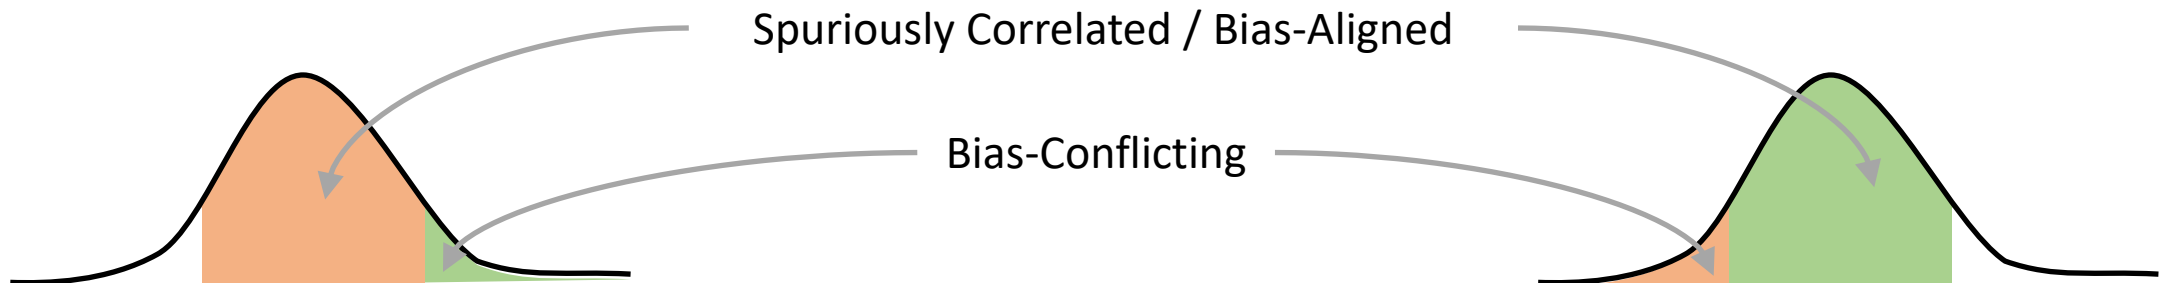 Spuriously Correlated / Bias-Aligned
Bias-Conflicting